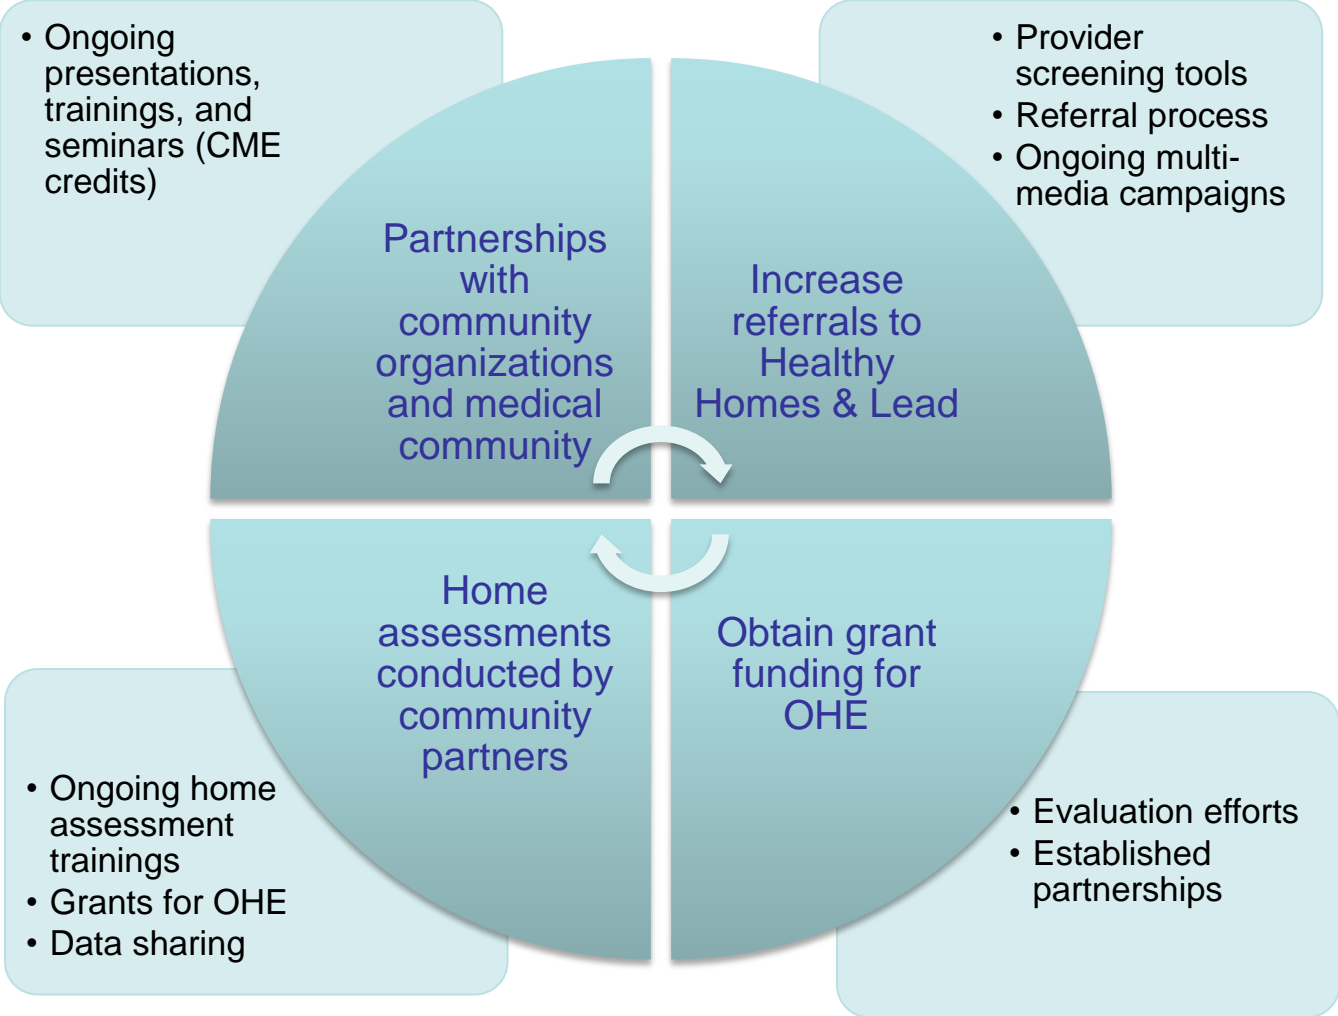 • Ongoing
presentations,
trainings, and
seminars (CME
credits)
• Provider
screening tools
• Referral process
• Ongoing multi-
media campaigns
Partnerships
with
community
organizations
and medical
community
Increase
referrals to
Healthy
Homes & Lead
Home
assessments
conducted by
community
partners
Obtain grant
funding for
OHE
• Ongoing home
assessment
trainings
• Grants for OHE
• Data sharing
• Evaluation efforts
• Established
partnerships